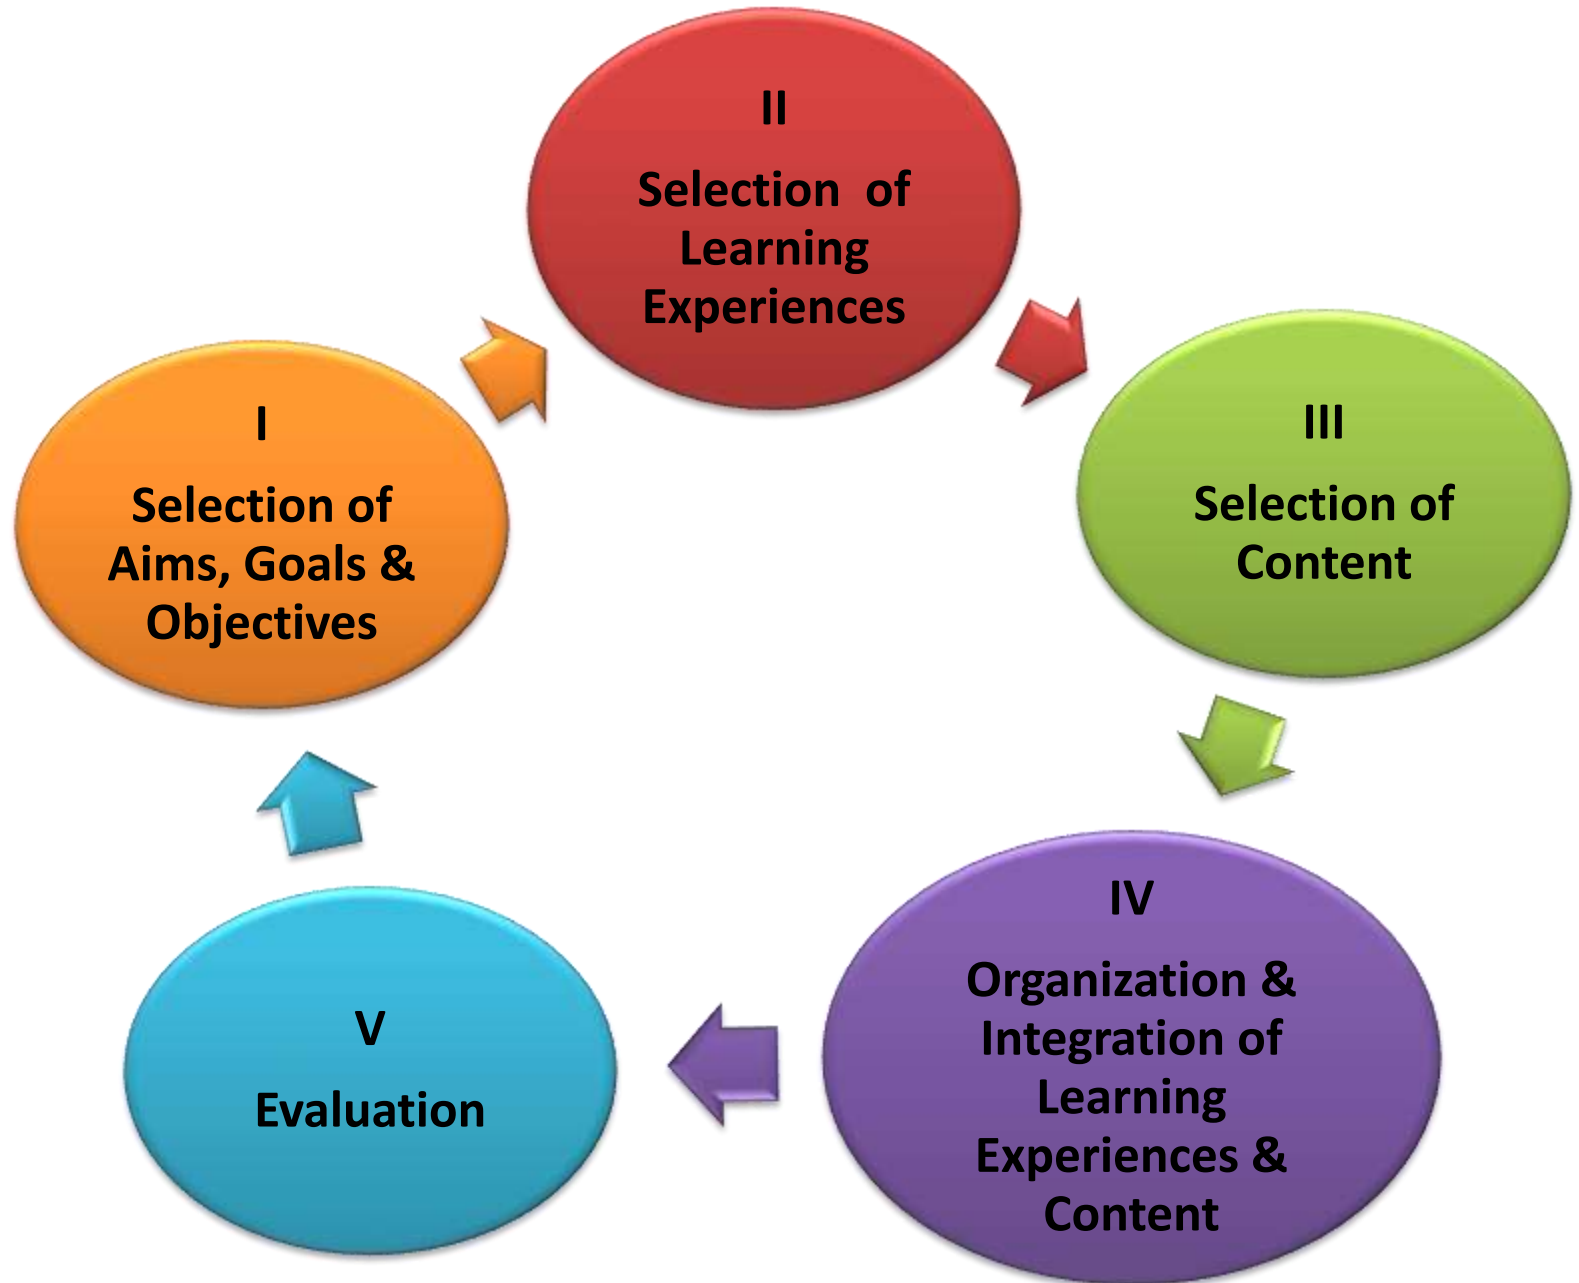 I
Selection of
Aims, Goals &
Objectives
II
Selection of
Learning
Experiences
III
Selection of
Content
IV
Organization &
Integration of
Learning
Experiences &
Content
V
Evaluation